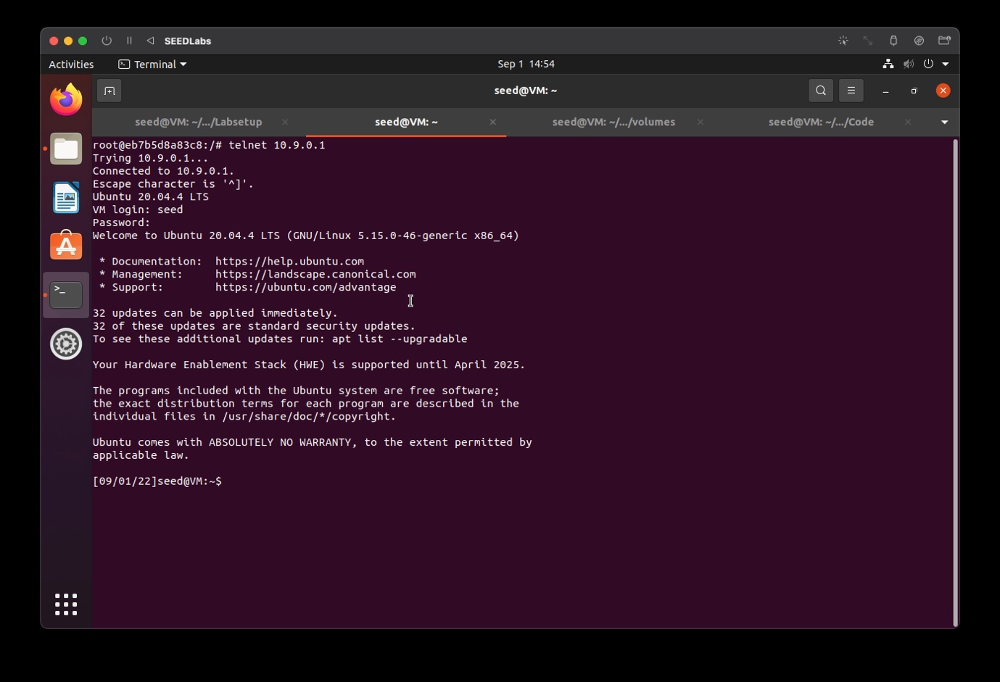 SEEDLabs
Activities
Terminal
Sep 1 14:54
seed@VM: ~
seed@VM: ~/.../Labsetup
seed@VM: ~
seed@VM: ~/.../volumes
seed@VM: ~/.../Code
root@eb7b5d8a83c8:/# telnet 10.9.0.1
Trying 10.9.0.1...
Connected to 10.9.0.1.
Escape character is '^]'.
Ubuntu 20.04.4 LTS
VM login: seed
Password:
Welcome to Ubuntu 20.04.4 LTS (GNU/Linux 5.15.0-46-generic x86_64)
* Documentation:  https://help.ubuntu.com
* Management:     https://landscape.canonical.com
* Support:        https://ubuntu.com/advantage
32 updates can be applied immediately.
32 of these updates are standard security updates.
To see these additional updates run: apt list --upgradable
Your Hardware Enablement Stack (HWE) is supported until April 2025.
The programs included with the Ubuntu system are free software;
the exact distribution terms for each program are described in the
individual files in /usr/share/doc/*/copyright.
Ubuntu comes with ABSOLUTELY NO WARRANTY, to the extent permitted by
applicable law.
[09/01/22]seed@VM:~$